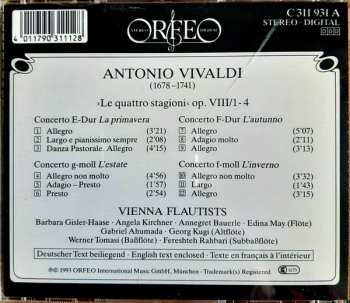 4 011790 311128
ORFEO
STEREO
DIGITAL
C 311 931 A
STEREO · DIGITAL
DDD
ANTONIO VIVALDI
(1678–1741)
»Le quattro stagioni« op. VIII/1-4
Concerto E-Dur La primavera
1 Allegro (3'21)
2 Largo e pianissimo sempre (2'08)
3 Danza Pastorale. Allegro (4'15)
Concerto g-moll L'estate
4 Allegro non molto (4'56)
5 Adagio – Presto (1'57)
6 Presto (2'54)
Concerto F-Dur L'autunno
7 Allegro (5'07)
8 Adagio molto (2'11)
9 Allegro (3'13)
Concerto f-moll L'inverno
10 Allegro non molto (3'32)
11 Largo (1'43)
12 Allegro (3'15)
VIENNA FLAUTISTS
Barbara Gisler-Haase · Angela Kirchner · Annegret Bauerle · Edina May (Flöte)
Gabriel Ahumada · Georg Kugi (Altflöte)
Werner Tomasi (Baßflöte) · Fereshteh Rahbari (Subbaßflöte)
Deutscher Text beiliegend · English text enclosed · Texte en français à l'intérieur
℗ © 1993 ORFEO International Music GmbH, München · Trademark(s) Registered